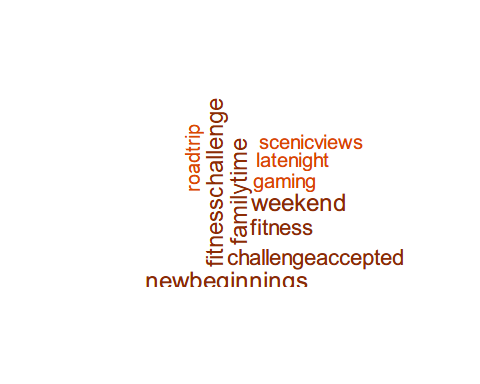 roadtrip
fitnesschallenge
familytime
scenicviews
latenight
gaming
weekend
fitness
challengeaccepted
newbeginnings